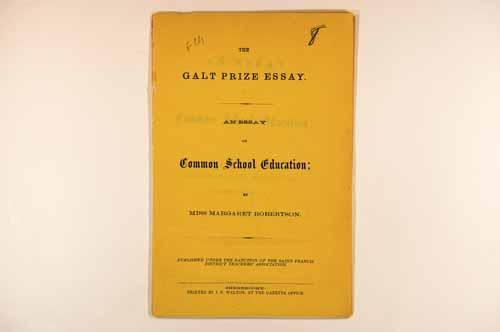 8
THE
GALT PRIZE ESSAY.
AN ESSAY
ON
Common School Education;
BY
MISS MARGARET ROBERTSON.
PUBLISHED UNDER THE SANCTION OF THE SAINT FRANCIS
DISTRICT TEACHERS' ASSOCIATION.
SHERBROOKE:
PRINTED BY J. S. WALTON, AT THE GAZETTE OFFICE.